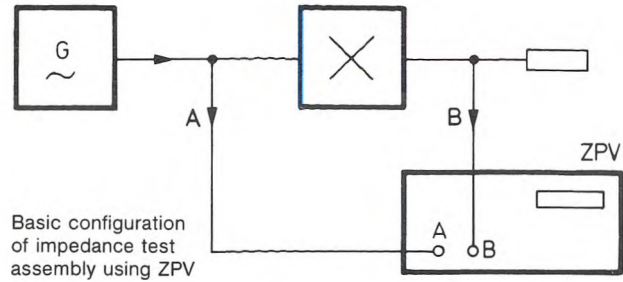 G
~
A
B
ZPV
A
B
Basic configuration
of impedance test
assembly using ZPV